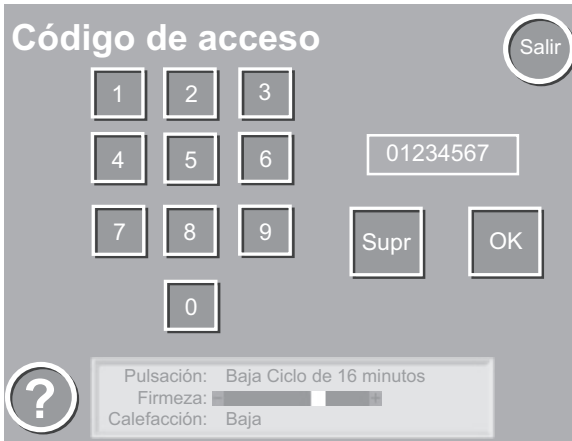 Código de acceso
Salir
1 2 3
4 5 6
01234567
7 8 9
Supr OK
0
?
Pulsación: Baja Ciclo de 16 minutos
Firmeza: - +
Calefacción: Baja